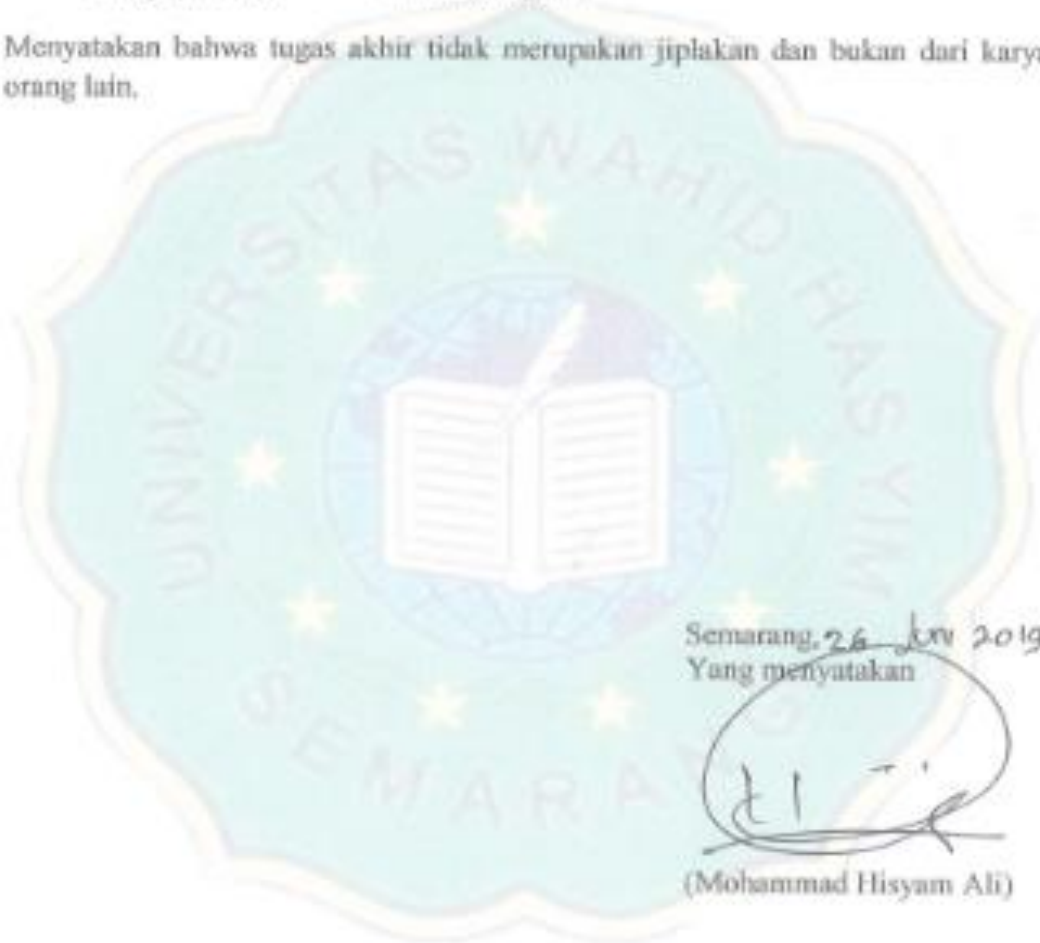 Menyatakan bahwa tugas akhir tidak merupakan jiplakan dan bukan dari karya
orang lain.
UNIVERSITAS WAHID HASYIM
SEMARANG
Semarang, 26 Juni 2019
Yang menyatakan
(Mohammad Hisyam Ali)